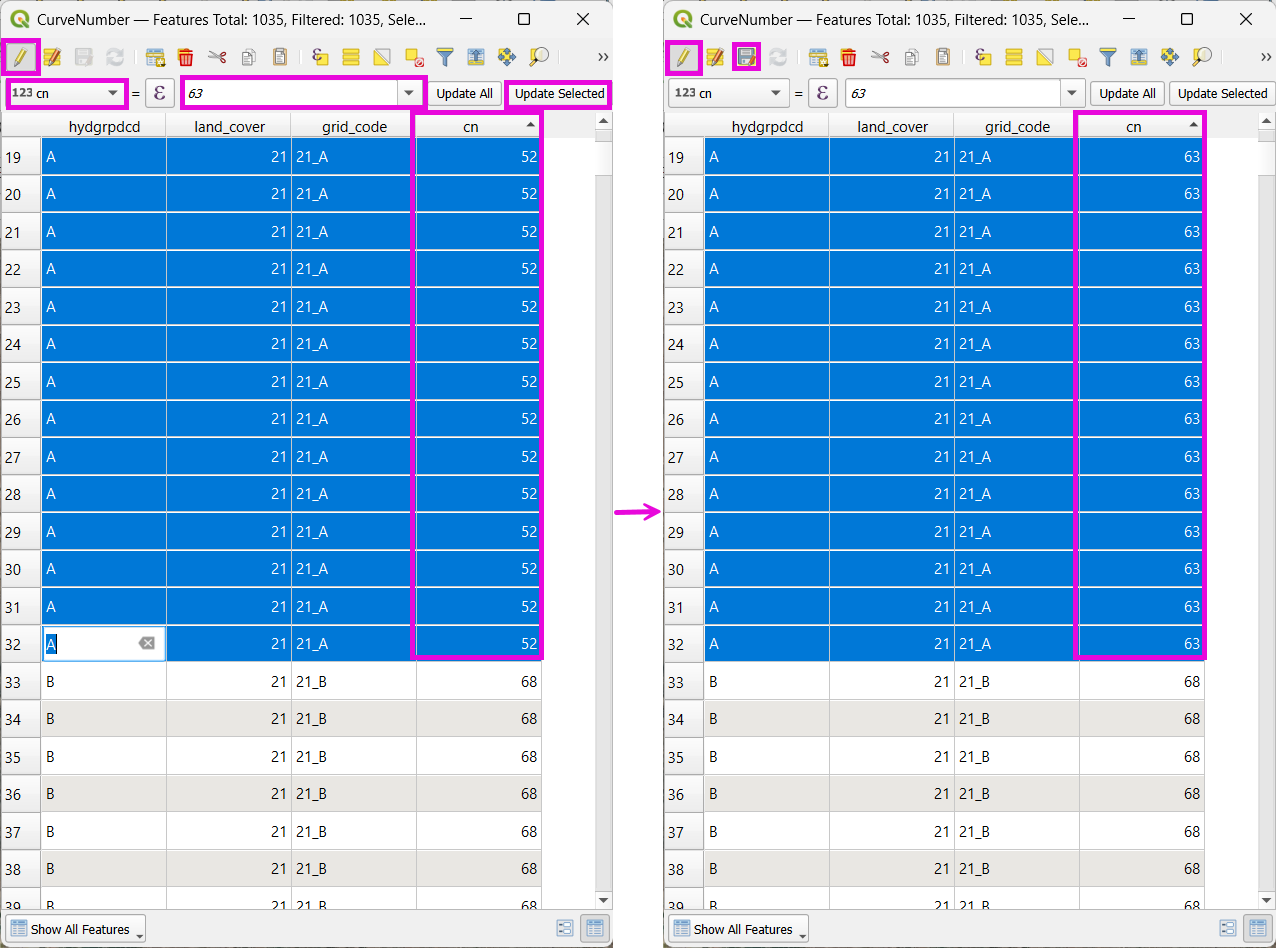 CurveNumber — Features Total: 1035, Filtered: 1035, Sele...
123 cn = ε 63 Update All Update Selected
hydgrpdcd land_cover grid_code cn
19 A 21 21_A 52
20 A 21 21_A 52
21 A 21 21_A 52
22 A 21 21_A 52
23 A 21 21_A 52
24 A 21 21_A 52
25 A 21 21_A 52
26 A 21 21_A 52
27 A 21 21_A 52
28 A 21 21_A 52
29 A 21 21_A 52
30 A 21 21_A 52
31 A 21 21_A 52
32 A 21 21_A 52
33 B 21 21_B 68
34 B 21 21_B 68
35 B 21 21_B 68
36 B 21 21_B 68
37 B 21 21_B 68
38 B 21 21_B 68
39 B 21 21_B 68
Show All Features
CurveNumber — Features Total: 1035, Filtered: 1035, Sele...
123 cn = ε 63 Update All Update Selected
hydgrpdcd land_cover grid_code cn
19 A 21 21_A 63
20 A 21 21_A 63
21 A 21 21_A 63
22 A 21 21_A 63
23 A 21 21_A 63
24 A 21 21_A 63
25 A 21 21_A 63
26 A 21 21_A 63
27 A 21 21_A 63
28 A 21 21_A 63
29 A 21 21_A 63
30 A 21 21_A 63
31 A 21 21_A 63
32 A 21 21_A 63
33 B 21 21_B 68
34 B 21 21_B 68
35 B 21 21_B 68
36 B 21 21_B 68
37 B 21 21_B 68
38 B 21 21_B 68
39 B 21 21_B 68
Show All Features